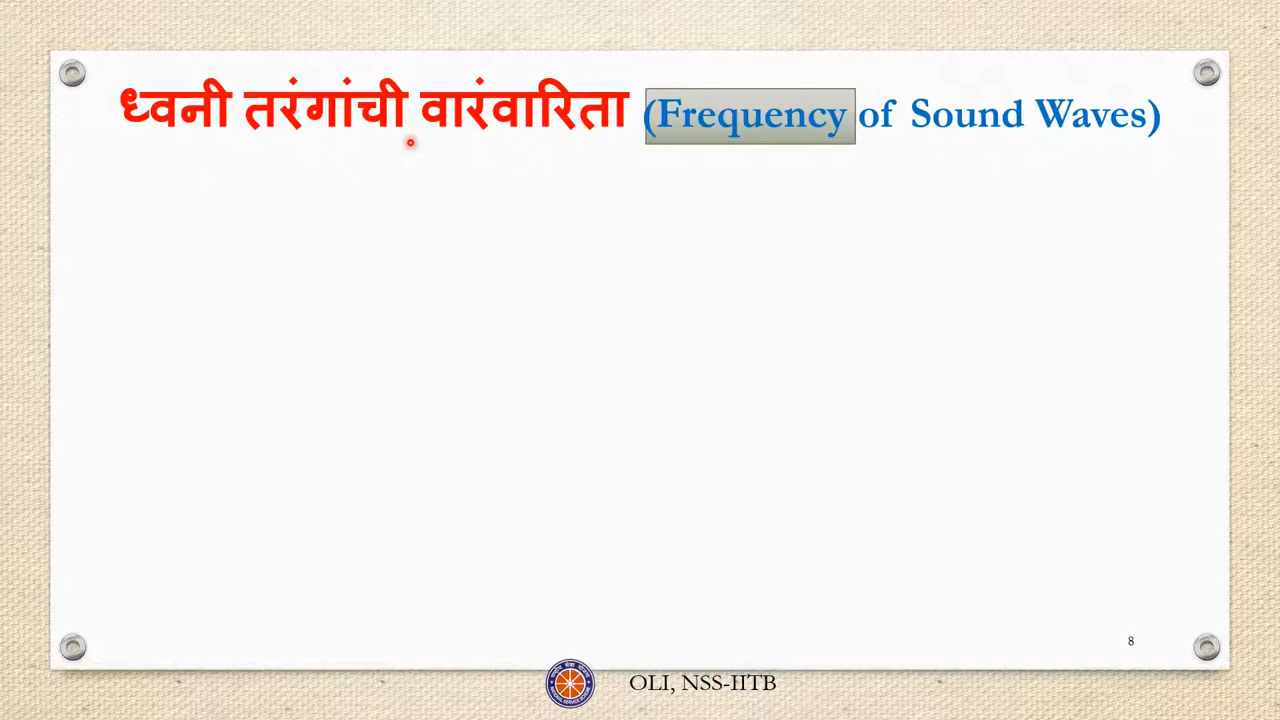 ध्वनी तरंगांची वारंवारिता (Frequency of Sound Waves)
8
OLI, NSS-IITB